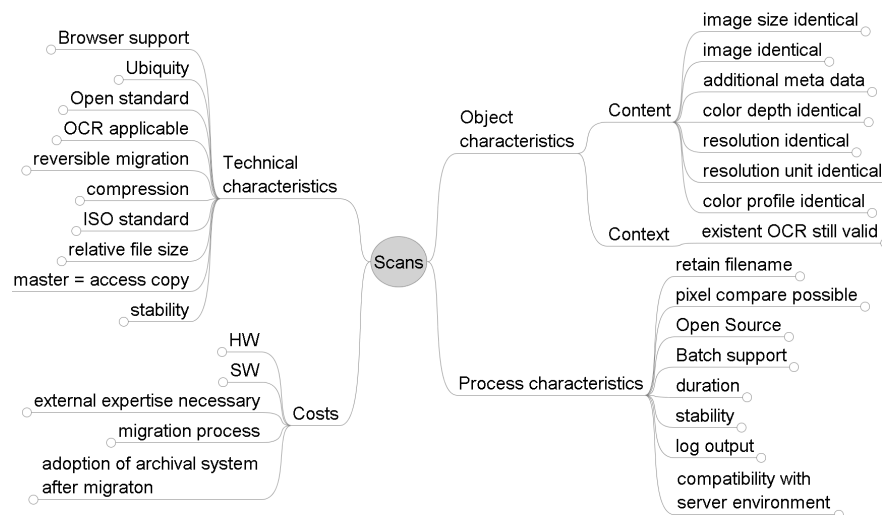 Scans
Technical
characteristics
Browser support
Ubiquity
Open standard
OCR applicable
reversible migration
compression
ISO standard
relative file size
master = access copy
stability
Costs
HW
SW
external expertise necessary
migration process
adoption of archival system
after migraton
Object
characteristics
Content
image size identical
image identical
additional meta data
color depth identical
resolution identical
resolution unit identical
color profile identical
Context
existent OCR still valid
Process characteristics
retain filename
pixel compare possible
Open Source
Batch support
duration
stability
log output
compatibility with
server environment